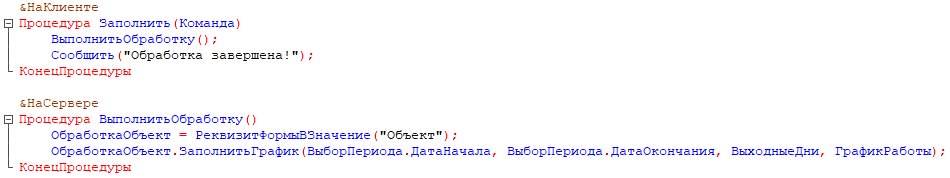 &НаКлиенте
Процедура Заполнить(Команда)
ВыполнитьОбработку();
Сообщить("Обработка завершена!");
КонецПроцедуры
&НаСервере
Процедура ВыполнитьОбработку()
ОбработкаОбъект = РеквизитФормыВЗначение("Объект");
ОбработкаОбъект.ЗаполнитьГрафик(ВыборПериода.ДатаНачала, ВыборПериода.ДатаОкончания, ВыходныеДни, ГрафикРаботы);
КонецПроцедуры